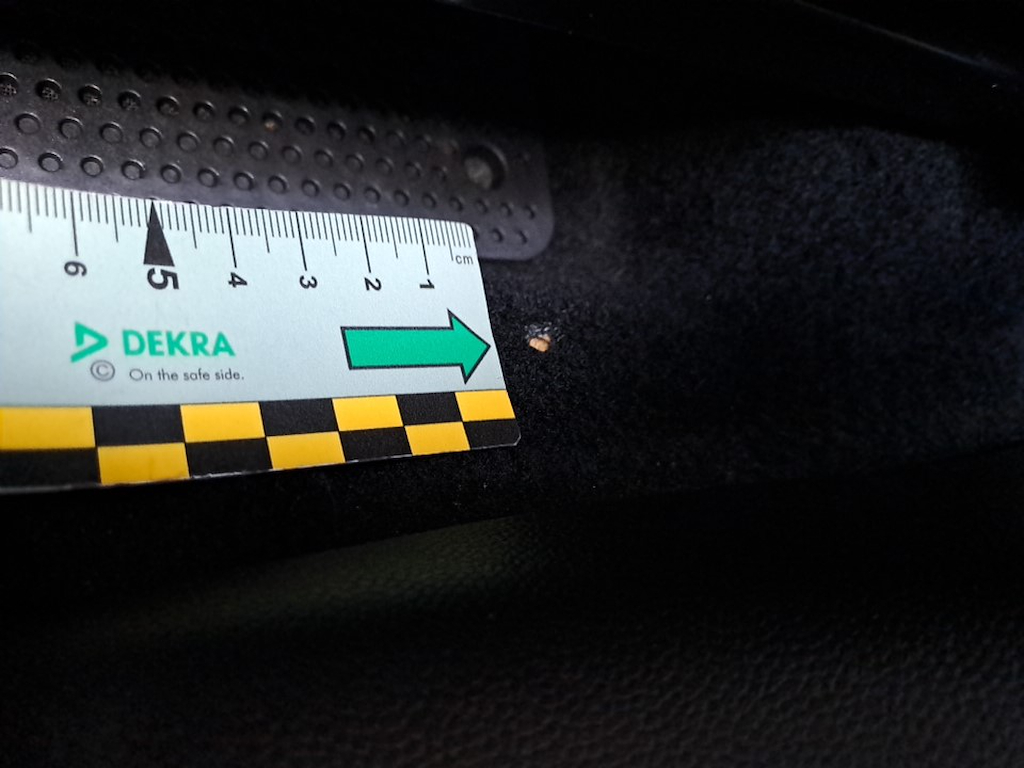 6 5 4 3 2 1 cm
DEKRA
© On the safe side.